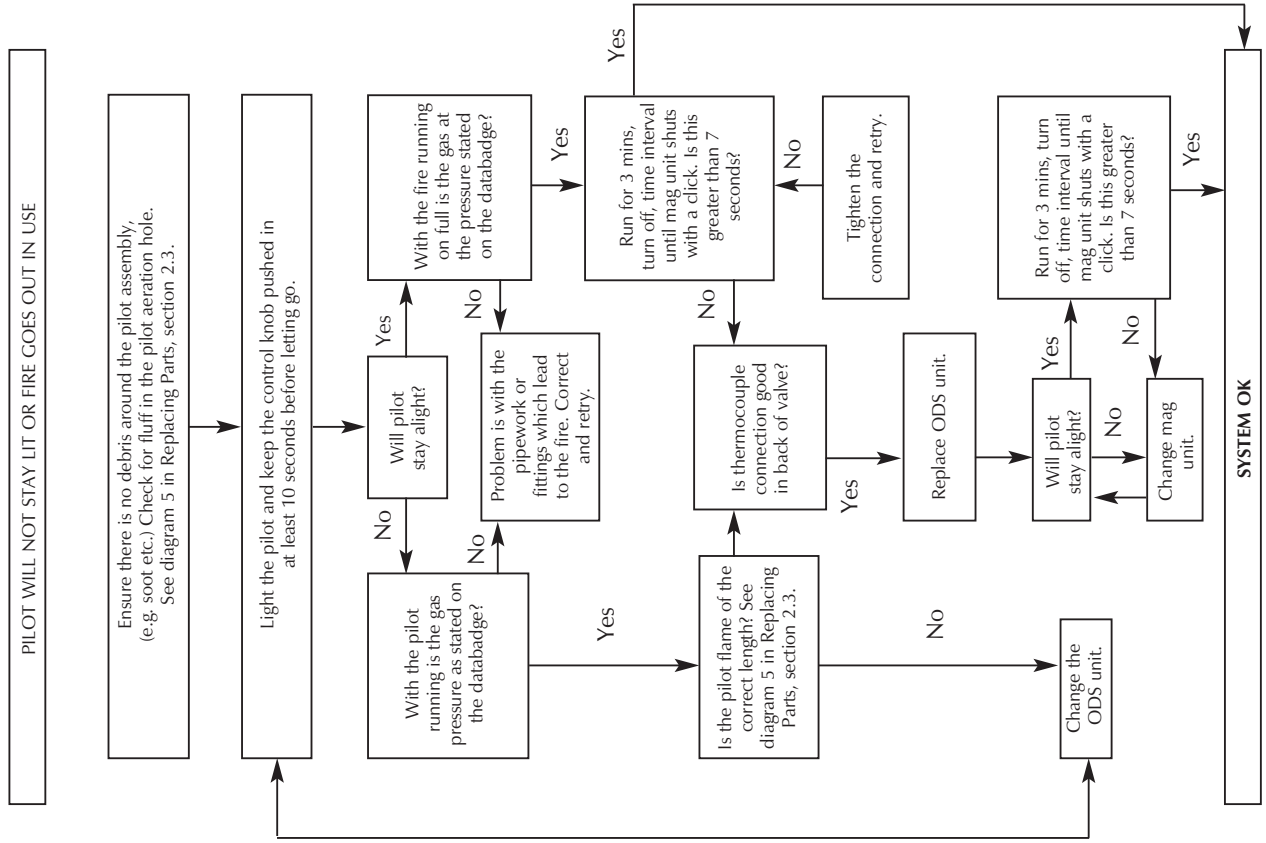 PILOT WILL NOT STAY LIT OR FIRE GOES OUT IN USE
Ensure there is no debris around the pilot assembly,
(e.g. soot etc.) Check for fluff in the pilot aeration hole.
See diagram 5 in Replacing Parts, section 2.3.
Light the pilot and keep the control knob pushed in
at least 10 seconds before letting go.
Will pilot
stay alight?
No
Yes
With the pilot
running is the gas
pressure as stated on
the databadge?
With the fire running
on full is the gas at
the pressure stated
on the databadge?
No
No
Problem is with the
pipework or
fittings which lead
to the fire. Correct
and retry.
Yes
Yes
Is the pilot flame of the
correct length? See
diagram 5 in Replacing
Parts, section 2.3.
Is thermocouple
connection good
in back of valve?
No
Run for 3 mins,
turn off, time interval
until mag unit shuts
with a click. Is this
greater than 7
seconds?
Yes
No
Tighten the
connection and retry.
No
Yes
Replace ODS unit.
Change the
ODS unit.
Will pilot
stay alight?
Yes
No
Change mag
unit.
No
Run for 3 mins, turn
off, time interval until
mag unit shuts with a
click. Is this greater
than 7 seconds?
Yes
SYSTEM OK